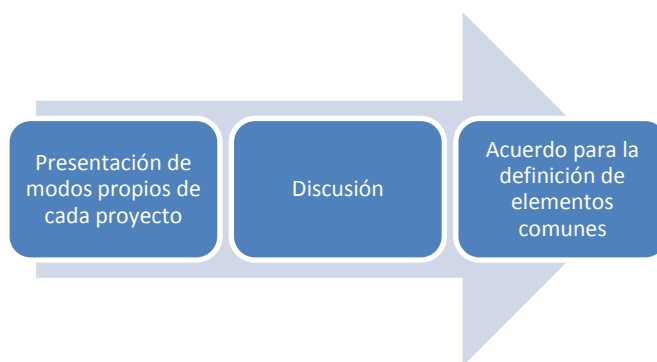 Presentación de
modos propios de
cada proyecto
Discusión
Acuerdo para la
definición de
elementos
comunes